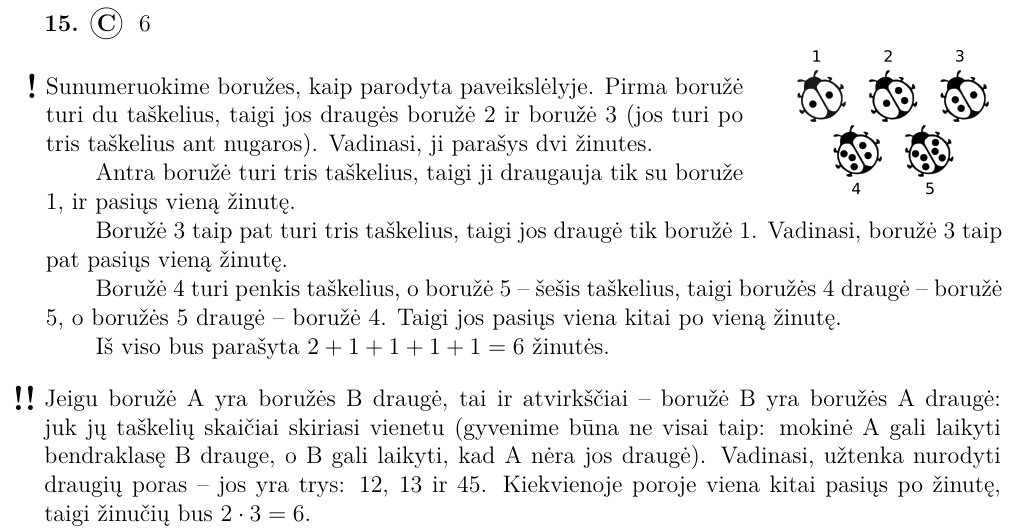 15. C 6
1 2 3
! Sunumeruokime boružes, kaip parodyta paveikslėlyje. Pirma boružė
turi du taškelius, taigi jos draugės boružė 2 ir boružė 3 (jos turi po
tris taškelius ant nugaros). Vadinasi, ji parašys dvi žinutes.
Antra boružė turi tris taškelius, taigi ji draugauja tik su boruže
1, ir pasiųs vieną žinutę.
4 5
Boružė 3 taip pat turi tris taškelius, taigi jos draugė tik boružė 1. Vadinasi, boružė 3 taip
pat pasiųs vieną žinutę.
Boružė 4 turi penkis taškelius, o boružė 5 – šešis taškelius, taigi boružės 4 draugė – boružė
5, o boružės 5 draugė – boružė 4. Taigi jos pasiųs viena kitai po vieną žinutę.
Iš viso bus parašyta 2 + 1 + 1 + 1 + 1 = 6 žinutės.
!! Jeigu boružė A yra boružės B draugė, tai ir atvirkščiai – boružė B yra boružės A draugė:
juk jų taškelių skaičiai skiriasi vienetu (gyvenime būna ne visai taip: mokinė A gali laikyti
bendraklasę B drauge, o B gali laikyti, kad A nėra jos draugė). Vadinasi, užtenka nurodyti
draugių poras – jos yra trys: 12, 13 ir 45. Kiekvienoje poroje viena kitai pasiųs po žinutę,
taigi žinučių bus 2 · 3 = 6.